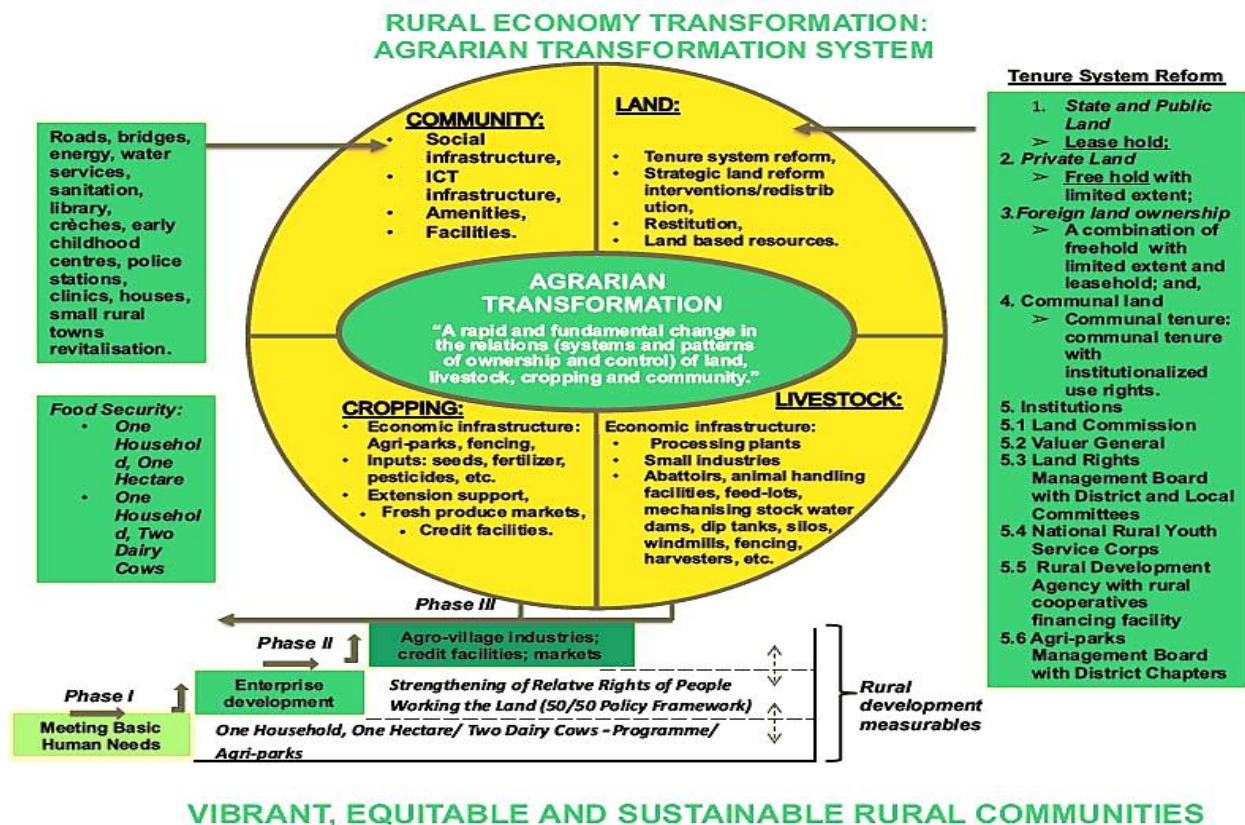 RURAL ECONOMY TRANSFORMATION:
AGRARIAN TRANSFORMATION SYSTEM
Roads, bridges,
energy, water
services,
sanitation,
library,
crèches, early
childhood
centres, police
stations,
clinics, houses,
small rural
towns
revitalisation.
Food Security:
• One
Househol
d, One
Hectare
• One
Househol
d, Two
Dairy
Cows
COMMUNITY:
• Social
infrastructure,
• ICT
infrastructure,
• Amenities,
• Facilities.
LAND:
• Tenure system reform,
• Strategic land reform
interventions/redistrib
ution,
• Restitution,
• Land based resources.
AGRARIAN
TRANSFORMATION
“A rapid and fundamental change in
the relations (systems and patterns
of ownership and control) of land,
livestock, cropping and community.”
CROPPING:
• Economic infrastructure:
Agri-parks, fencing,
• Inputs: seeds, fertilizer,
pesticides, etc.
• Extension support,
• Fresh produce markets,
• Credit facilities.
LIVESTOCK:
Economic infrastructure:
• Processing plants
• Small industries
• Abattoirs, animal handling
facilities, feed-lots,
mechanising stock water
dams, dip tanks, silos,
windmills, fencing,
harvesters, etc.
Tenure System Reform
1. State and Public
Land
➢ Lease hold;
2. Private Land
➢ Free hold with
limited extent;
3.Foreign land ownership
➢ A combination of
freehold with
limited extent and
leasehold; and,
4. Communal land
➢ Communal tenure:
communal tenure
with
institutionalized
use rights.
5. Institutions
5.1 Land Commission
5.2 Valuer General
5.3 Land Rights
Management Board
with District and Local
Committees
5.4 National Rural Youth
Service Corps
5.5 Rural Development
Agency with rural
cooperatives
financing facility
5.6 Agri-parks
Management Board
with District Chapters
Phase III
Agro-village industries;
credit facilities; markets
Phase II
Enterprise
development
Strengthening of Relatve Rights of People
Working the Land (50/50 Policy Framework)
Phase I
Meeting Basic
Human Needs
One Household, One Hectare/ Two Dairy Cows –Programme/
Agri-parks
Rural
development
measurables
VIBRANT, EQUITABLE AND SUSTAINABLE RURAL COMMUNITIES